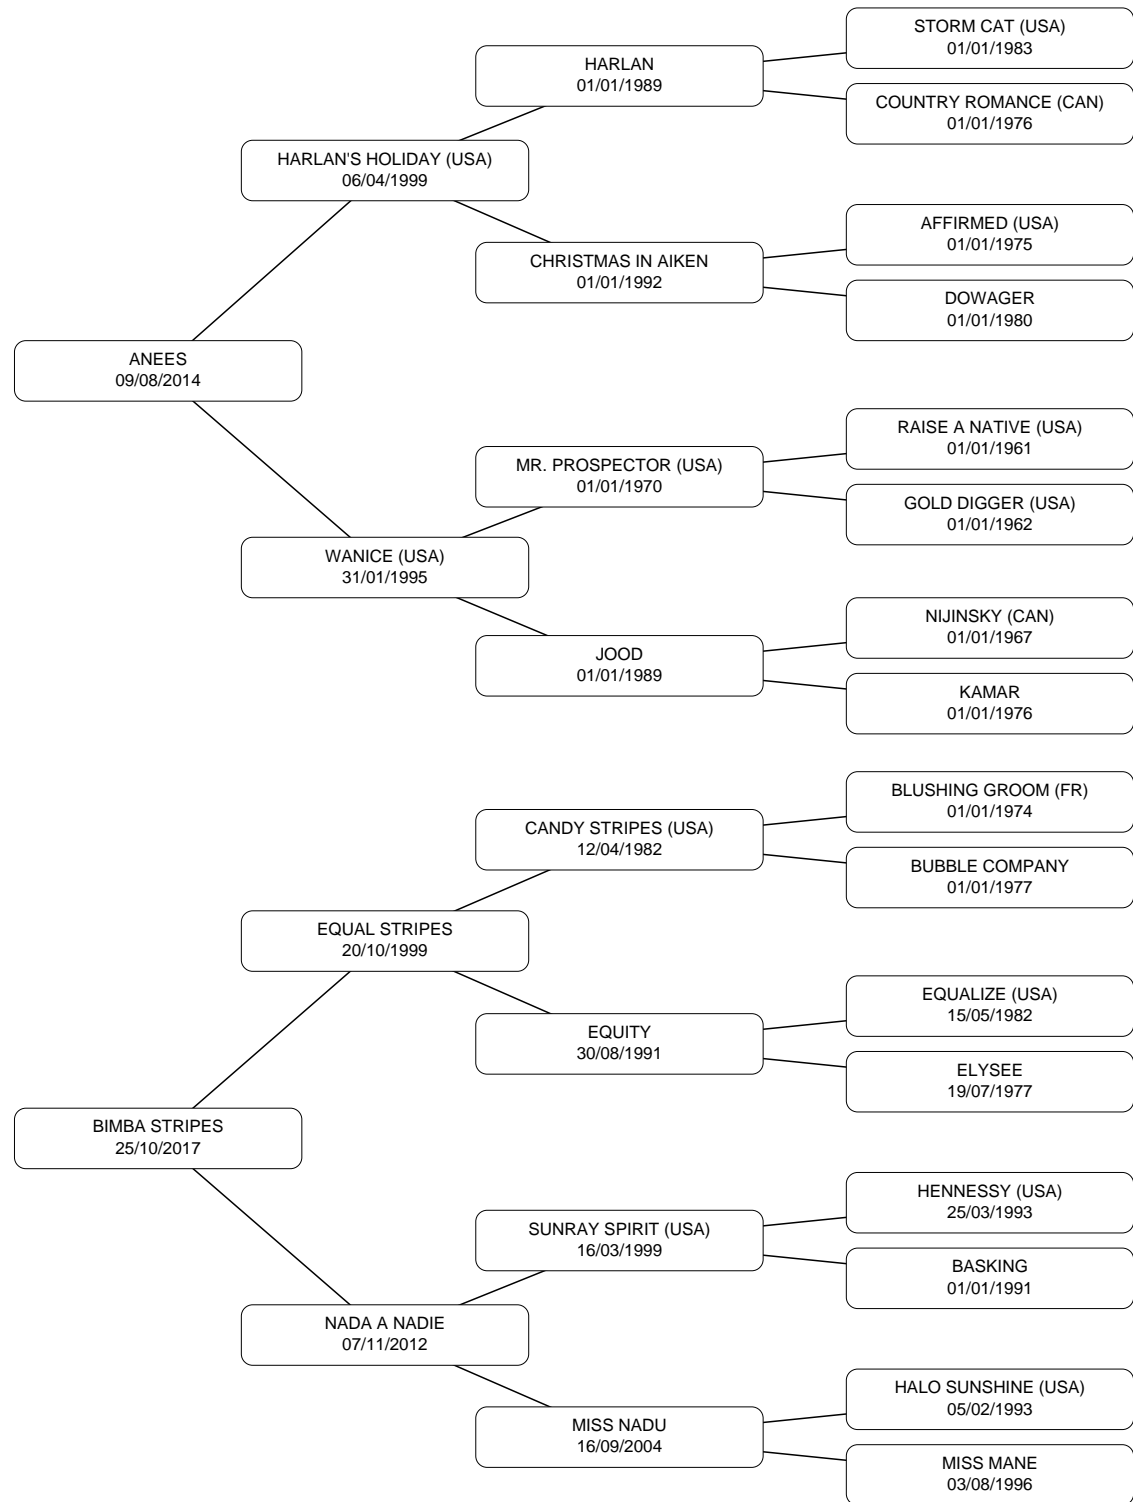 STORM CAT (USA)
01/01/1983
HARLAN
01/01/1989
COUNTRY ROMANCE (CAN)
01/01/1976
HARLAN'S HOLIDAY (USA)
06/04/1999
AFFIRMED (USA)
01/01/1975
CHRISTMAS IN AIKEN
01/01/1992
DOWAGER
01/01/1980
ANEES
09/08/2014
RAISE A NATIVE (USA)
01/01/1961
MR. PROSPECTOR (USA)
01/01/1970
GOLD DIGGER (USA)
01/01/1962
WANICE (USA)
31/01/1995
NIJINSKY (CAN)
01/01/1967
JOOD
01/01/1989
KAMAR
01/01/1976
BLUSHING GROOM (FR)
01/01/1974
CANDY STRIPES (USA)
12/04/1982
BUBBLE COMPANY
01/01/1977
EQUAL STRIPES
20/10/1999
EQUALIZE (USA)
15/05/1982
EQUITY
30/08/1991
ELYSEE
19/07/1977
BIMBA STRIPES
25/10/2017
HENNESSY (USA)
25/03/1993
SUNRAY SPIRIT (USA)
16/03/1999
BASKING
01/01/1991
NADA A NADIE
07/11/2012
HALO SUNSHINE (USA)
05/02/1993
MISS NADU
16/09/2004
MISS MANE
03/08/1996